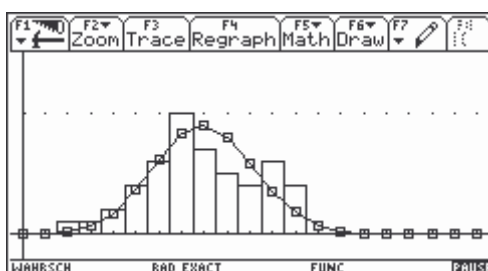 F1 F2 F3 F4 F5 F6 F7
Zoom Trace Regraph Math Draw
WAHRSCH RAD EXACT FUNC PAUSE